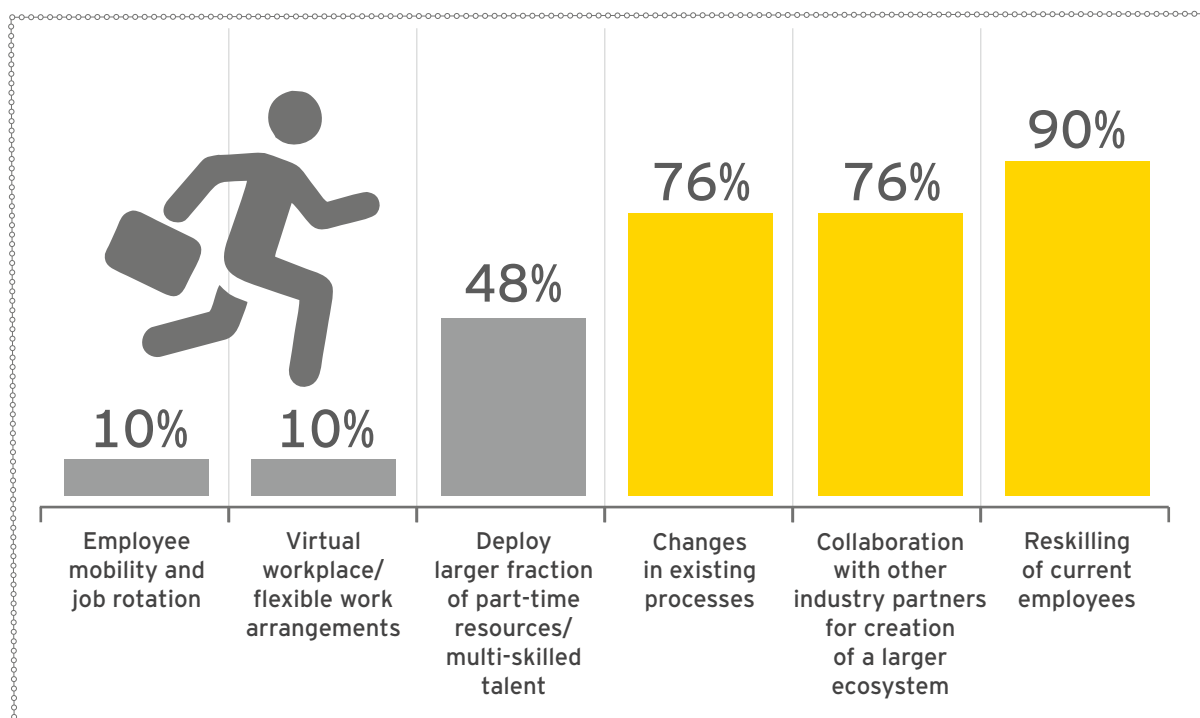 90%
76%
76%
48%
10%
10%
Employee
mobility and
job rotation
Virtual
workplace/
flexible work
arrangements
Deploy
larger fraction
of part-time
resources/
multi-skilled
talent
Changes
in existing
processes
Collaboration
with other
industry partners
for creation
of a larger
ecosystem
Reskilling
of current
employees